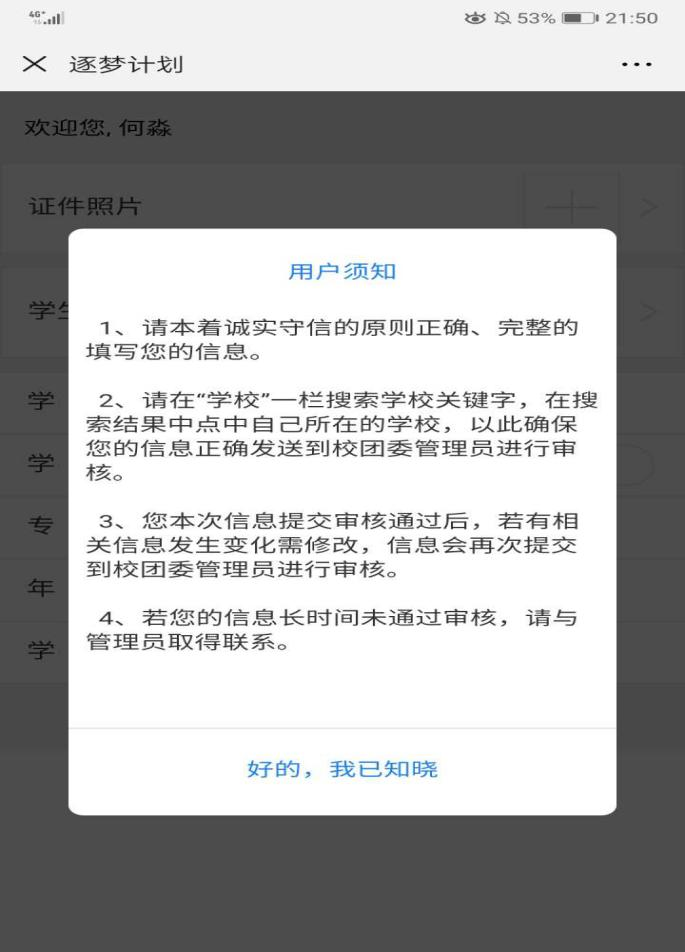 4G+
53% 21:50
逐梦计划
欢迎您, 何淼
证件照片
学生
学
学
专
年
学
用户须知
1、请本着诚实守信的原则正确、完整的
填写您的信息。
2、请在“学校”一栏搜索学校关键字，在搜
索结果中点中自己所在的学校，以此确保
您的信息正确发送到校团委管理员进行审
核。
3、您本次信息提交审核通过后，若有相
关信息发生变化需修改，信息会再次提交
到校团委管理员进行审核。
4、若您的信息长时间未通过审核，请与
管理员取得联系。
好的，我已知晓